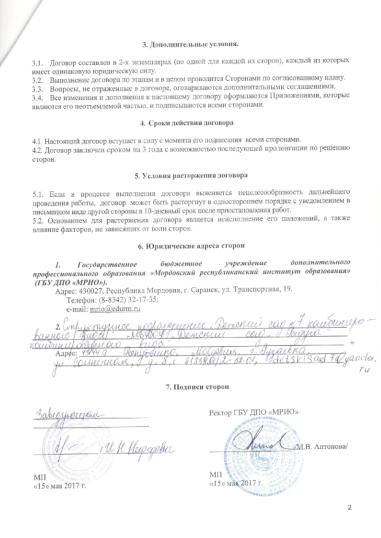 3. Дополнительные условия.
3.1. Договор составлен в 2-х экземплярах (по одной для каждой из сторон), каждый из которых
имеет одинаковую юридическую силу.
3.2. Выполнение договора по этапам и в целом проводится Сторонами по согласованному плану.
3.3. Вопросы, не отраженные в договоре, оговариваются дополнительными соглашениями.
3.4. Все изменения и дополнения к настоящему договору оформляются Приложениями, которые
являются его неотъемлемой частью, и подписываются всеми сторонами.
4. Сроки действия договора
4.1. Настоящий договор вступает в силу с момента его подписания всеми сторонами.
4.2. Договор заключен сроком на 3 года с возможностью последующей пролонгации по решению
сторон.
5. Условия расторжения договора
5.1. Если в процессе выполнения договора выясняется нецелесообразность дальнейшего
проведения работы, договор может быть расторгнут в одностороннем порядке с уведомлением в
письменном виде другой стороны в 10-дневный срок после приостановления работ.
5.2. Основанием для расторжения договора является неисполнение его положений, а также
влияние факторов, не зависящих от воли сторон.
6. Юридические адреса сторон
1. Государственное бюджетное учреждение дополнительного
профессионального образования «Мордовский республиканский институт образования»
(ГБУ ДПО «МРИО»).
Адрес: 430027, Республика Мордовия, г. Саранск, ул. Транспортная, 19.
Телефон: (8-8342) 32-17-35;
e-mail: mrio@edurm.ru
2. Структурное подразделение "Детский сад №7 комбиниро-
ванного вида" "Детский сад
комбинированного вида"
Адрес:
ул.
ru
7. Подписи сторон
Заведующая
Ректор ГБУ ДПО «МРИО»
/М.В. Антонова/
МП
МП
«15» мая 2017 г.
«15» мая 2017 г.
2